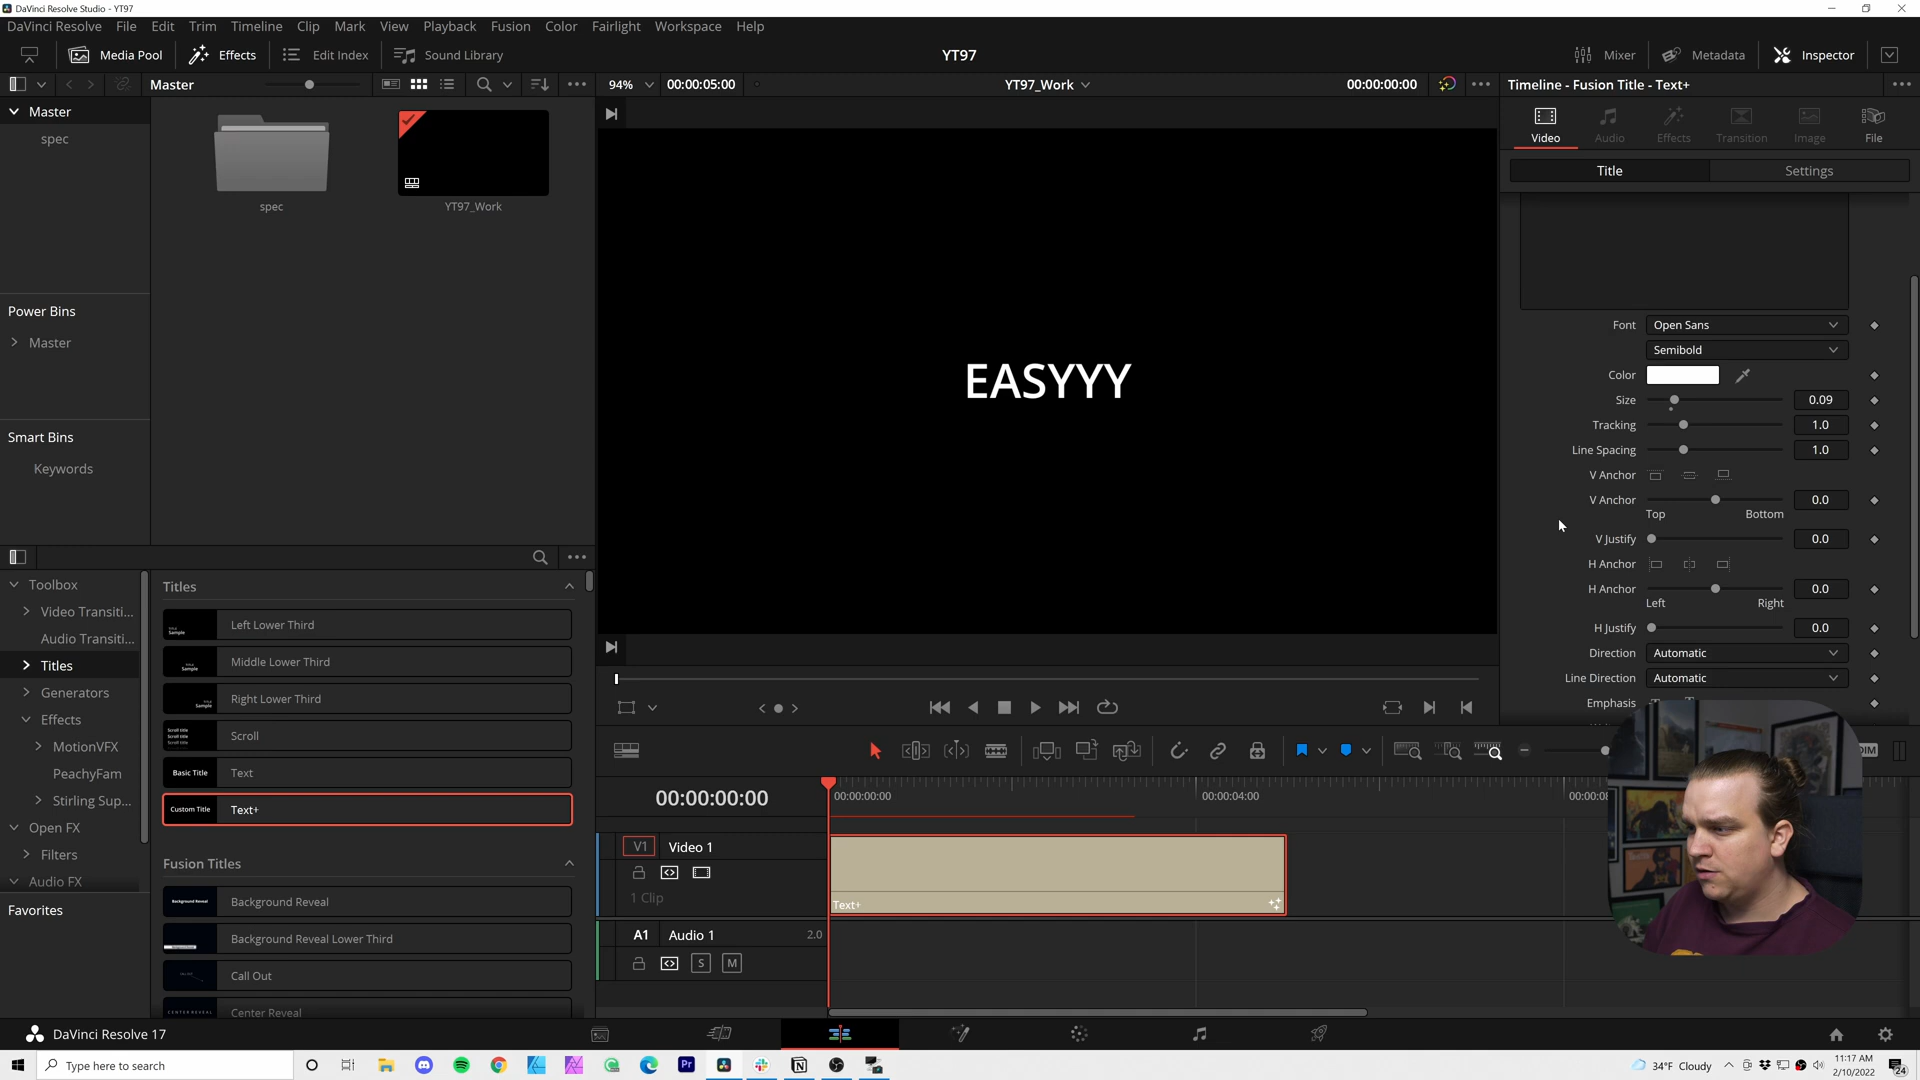 DaVinci Resolve Studio - YT97
DaVinci Resolve File Edit Trim Timeline Clip Mark View Playback Fusion Color Fairlight Workspace Help
Media Pool Effects Edit Index Sound Library YT97 Mixer Metadata Inspector
Master 94% 00:00:05:00 YT97_Work 00:00:00:00 Timeline - Fusion Title - Text+
Master
spec
spec
YT97_Work
Power Bins
Master
Smart Bins
Keywords
EASYYY
Video Audio Effects Transition Image File
Title Settings
Font Open Sans
Semibold
Color
Size 0.09
Tracking 1.0
Line Spacing 1.0
V Anchor
V Anchor 0.0
Top Bottom
V Justify 0.0
H Anchor
H Anchor 0.0
Left Right
H Justify 0.0
Direction Automatic
Line Direction Automatic
Emphasis
Toolbox
Video Transiti...
Audio Transiti...
Titles
Generators
Effects
MotionVFX
PeachyFam
Stirling Sup...
Open FX
Filters
Audio FX
Favorites
Titles
Left Lower Third
Middle Lower Third
Right Lower Third
Scroll
Basic Title Text
Custom Title Text+
Fusion Titles
Background Reveal Background Reveal
Background Reveal Lower Third
Call Out
CENTER REVEAL Center Reveal
DIM
00:00:00:00 00:00:00:00 00:00:04:00 00:00:08
V1 Video 1
1 Clip
Text+
A1 Audio 1 2.0
S M
DaVinci Resolve 17
Type here to search
34°F Cloudy
11:17 AM
2/10/2022
24